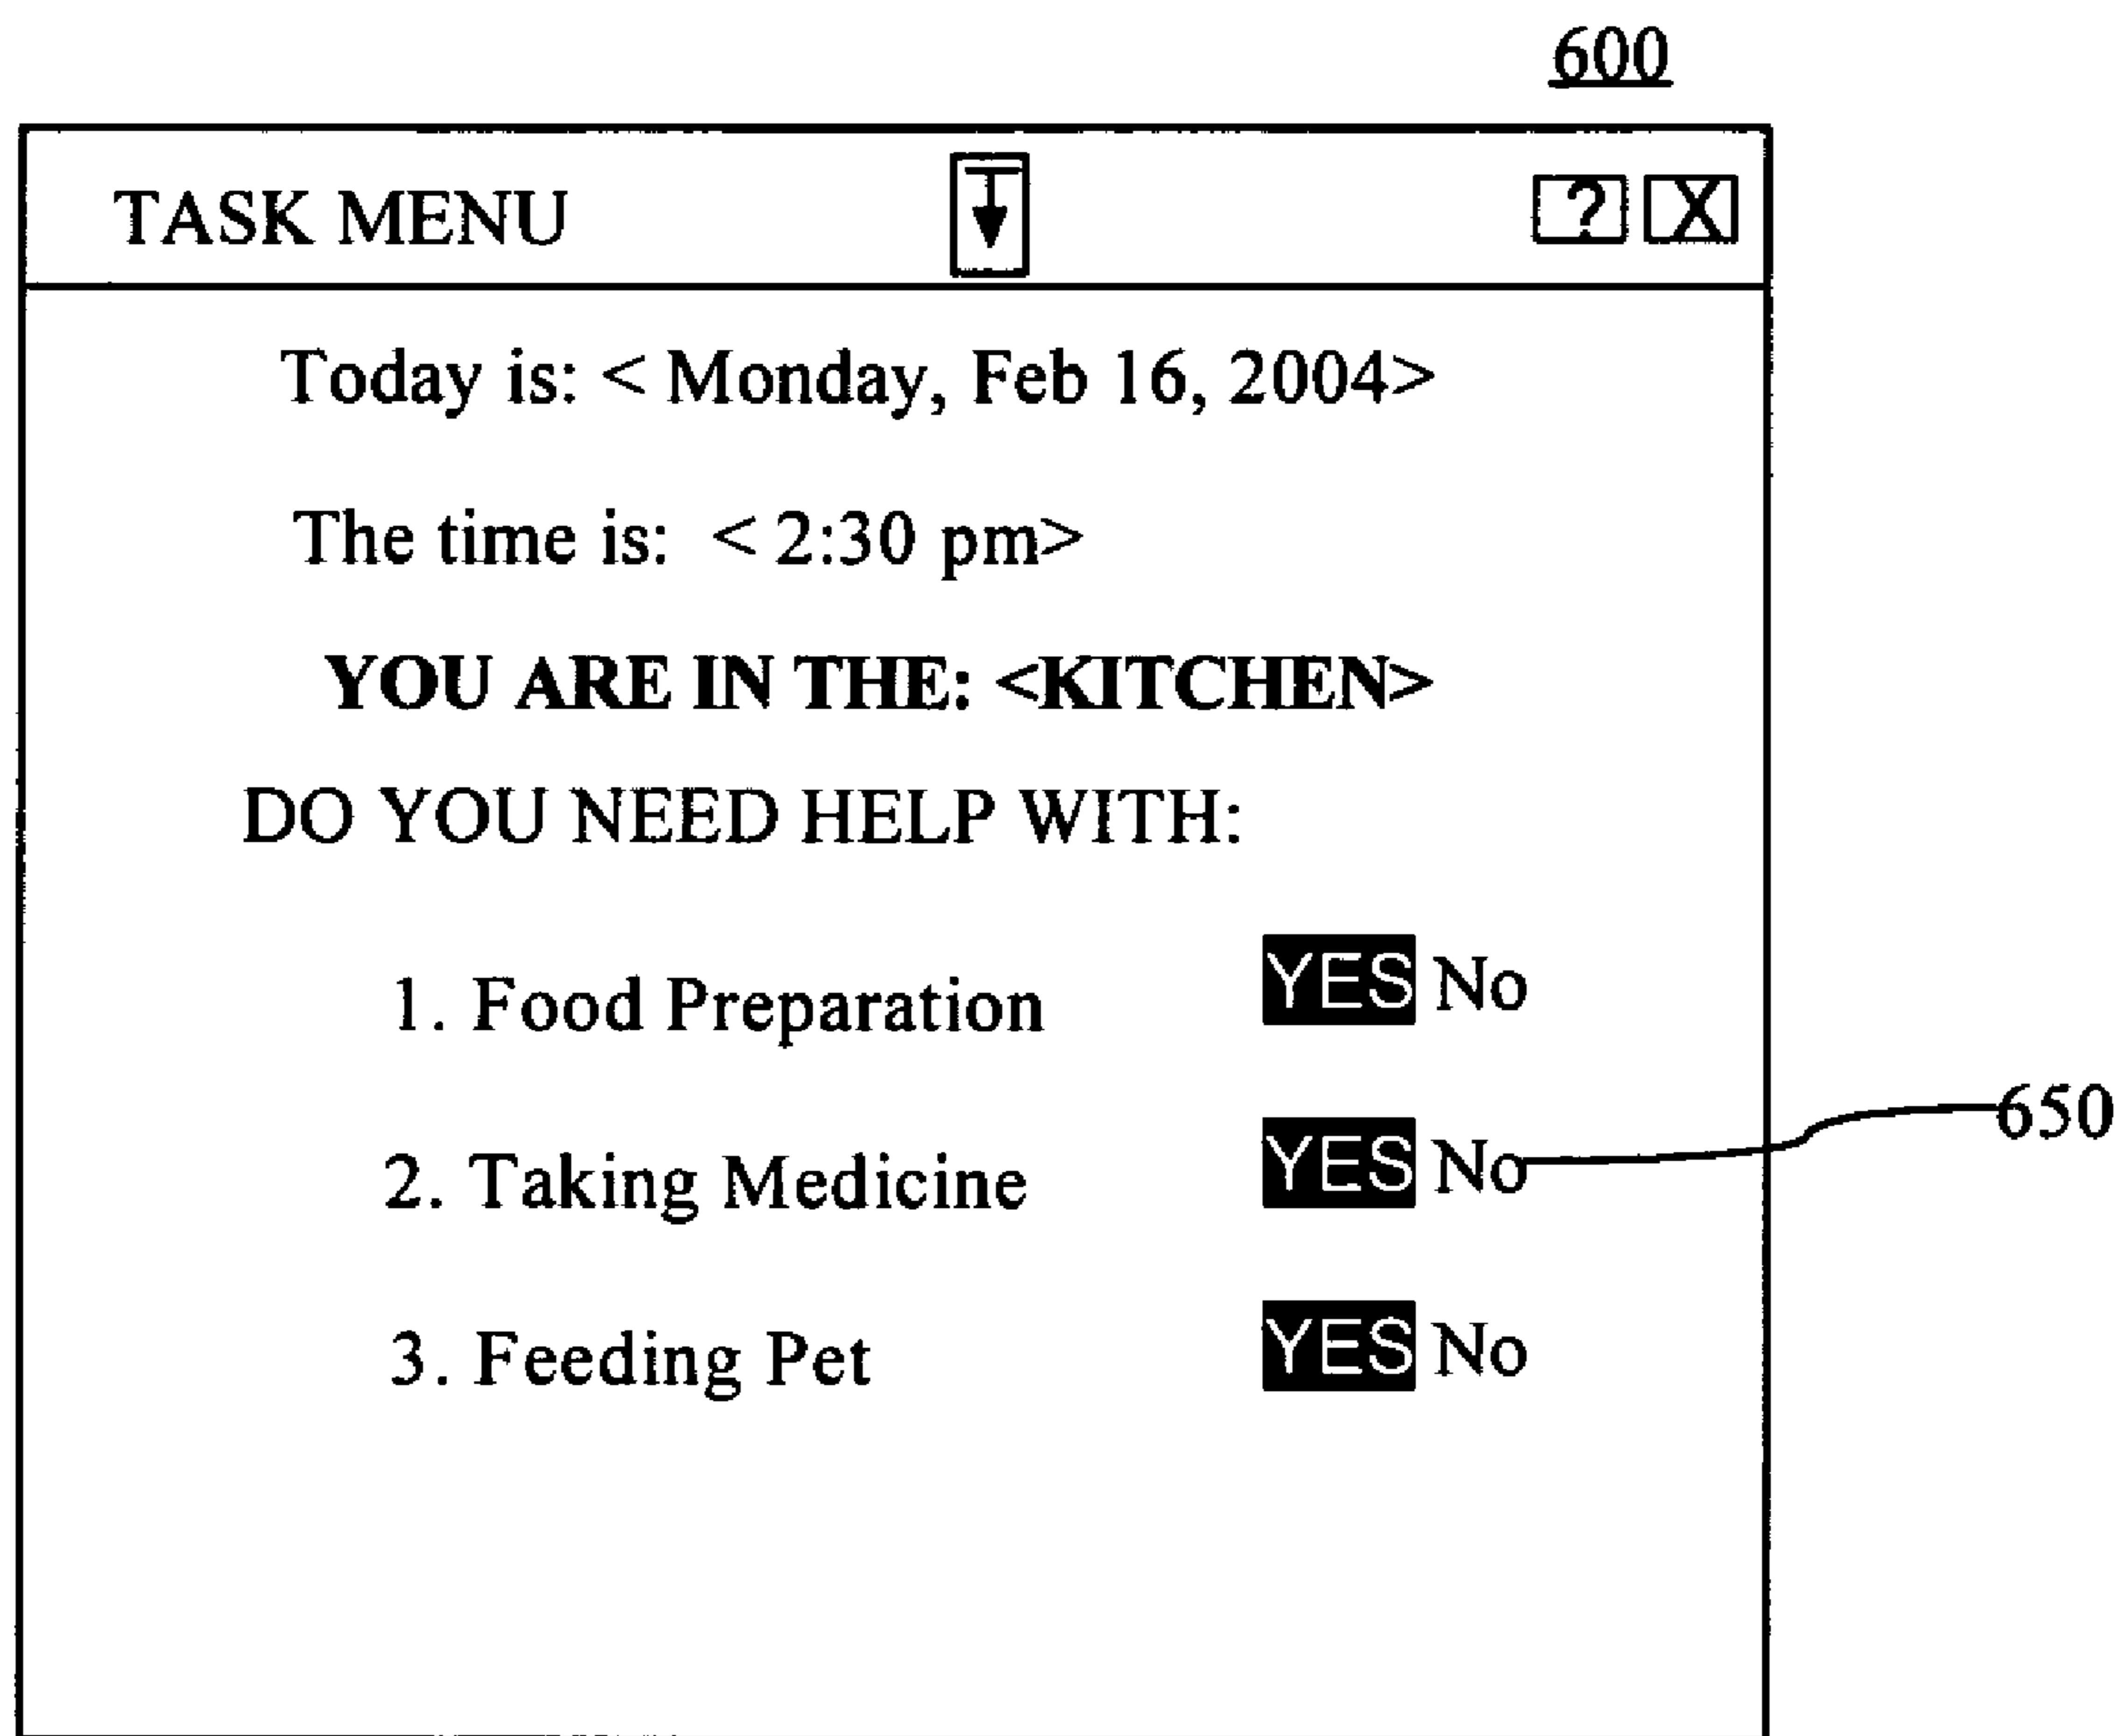 600
TASK MENU ? X
Today is: < Monday, Feb 16, 2004>
The time is: < 2:30 pm>
YOU ARE IN THE: <KITCHEN>
DO YOU NEED HELP WITH:
1. Food Preparation YES No
650
2. Taking Medicine YES No
3. Feeding Pet YES No